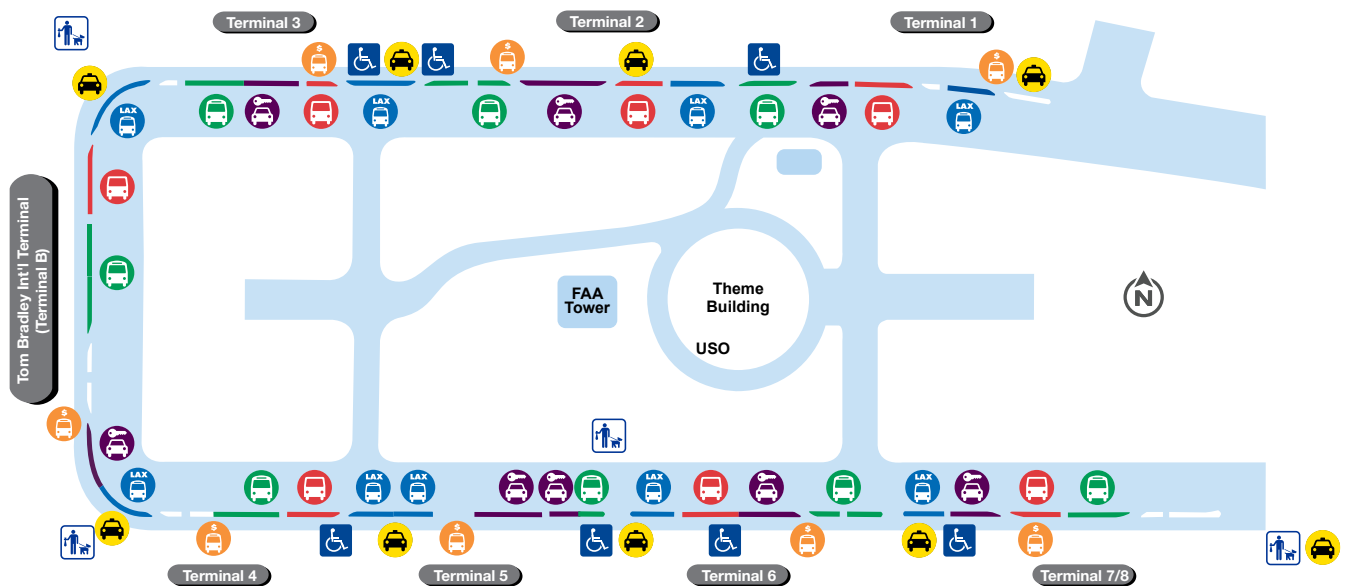 Terminal 3
Terminal 2
Terminal 1
$
$
$
LAX
LAX
LAX
LAX
Tom Bradley Int'l Terminal
(Terminal B)
FAA
Tower
Theme
Building
USO
N
$
LAX
LAX
LAX
LAX
LAX
$
$
$
$
Terminal 4
Terminal 5
Terminal 6
Terminal 7/8